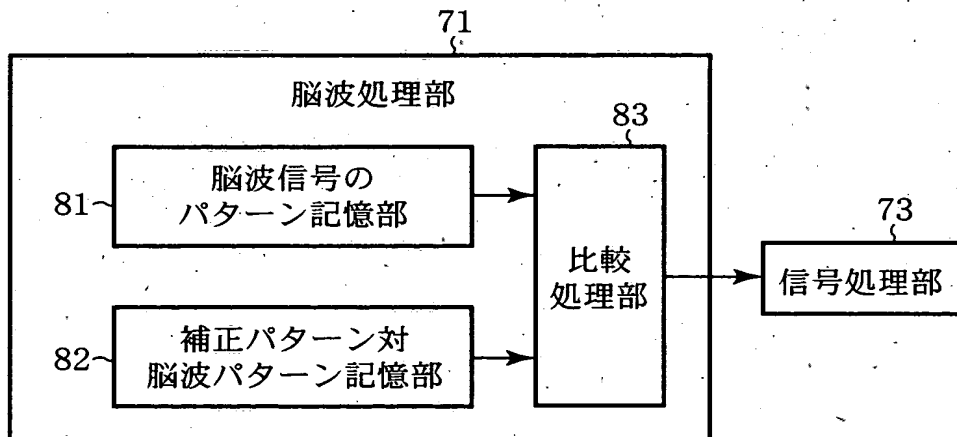 71
脳波処理部
83
脳波信号の
パターン記憶部
81
73
比較
処理部
信号処理部
補正パターン対
脳波パターン記憶部
82